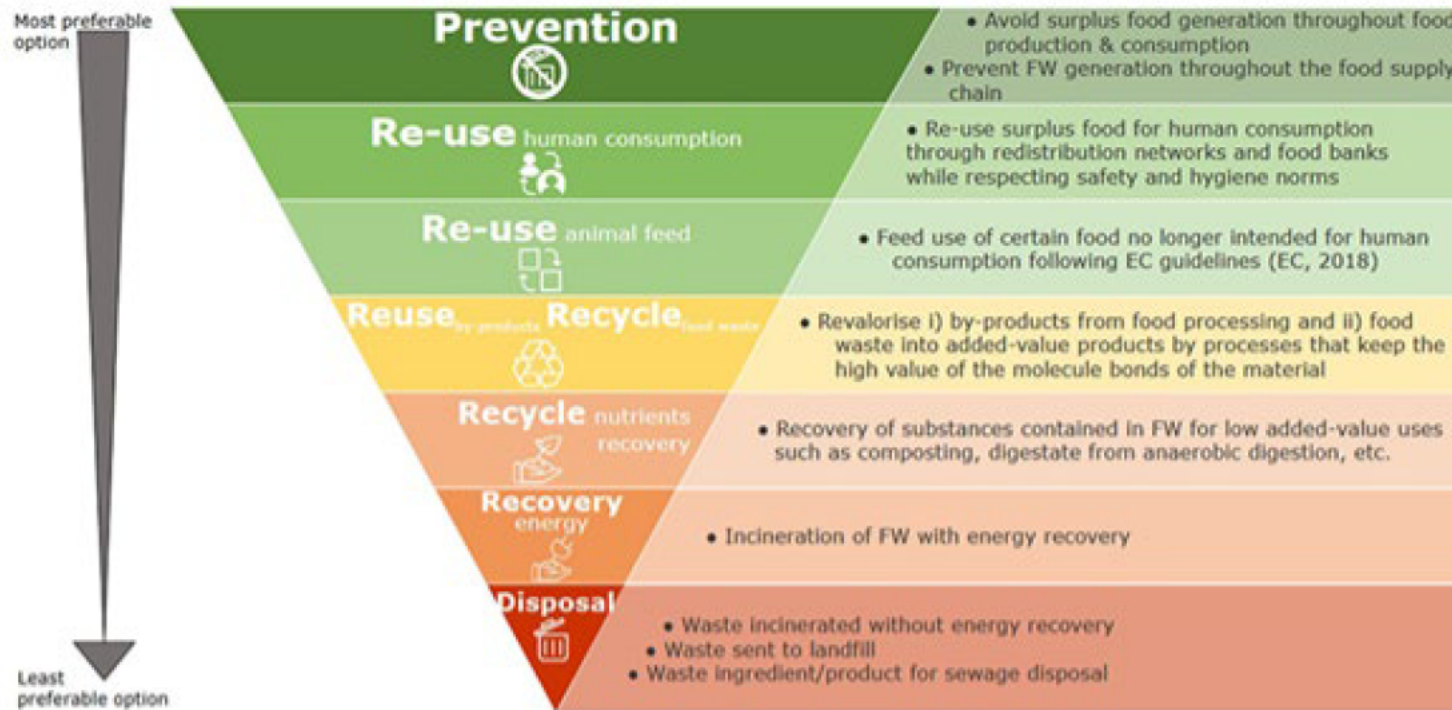 Most preferable
option
Prevention
• Avoid surplus food generation throughout food
production & consumption
• Prevent FW generation throughout the food supply
chain
Re-use human consumption
• Re-use surplus food for human consumption
through redistribution networks and food banks
while respecting safety and hygiene norms
Re-use animal feed
• Feed use of certain food no longer intended for human
consumption following EC guidelines (EC, 2018)
Reuse by-products Recycle food waste
• Revalorise i) by-products from food processing and ii) food
waste into added-value products by processes that keep the
high value of the molecule bonds of the material
Recycle nutrients
recovery
• Recovery of substances contained in FW for low added-value uses
such as composting, digestate from anaerobic digestion, etc.
Recovery
energy
• Incineration of FW with energy recovery
Disposal
• Waste incinerated without energy recovery
• Waste sent to landfill
• Waste ingredient/product for sewage disposal
Least
preferable option